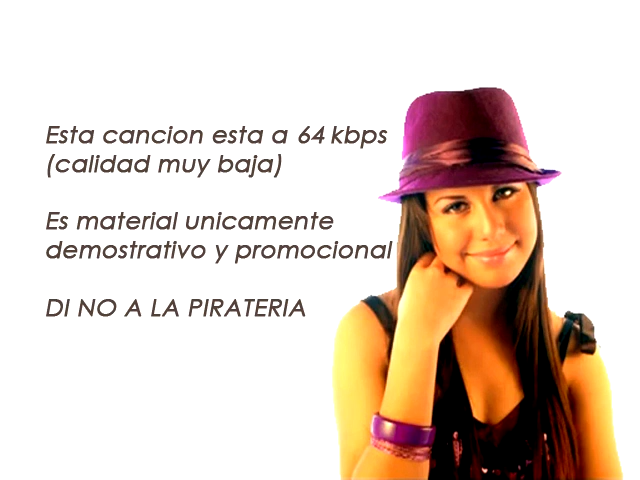 Esta cancion esta a 64 kbps
(calidad muy baja)
Es material unicamente
demostrativo y promocional
DI NO A LA PIRATERIA